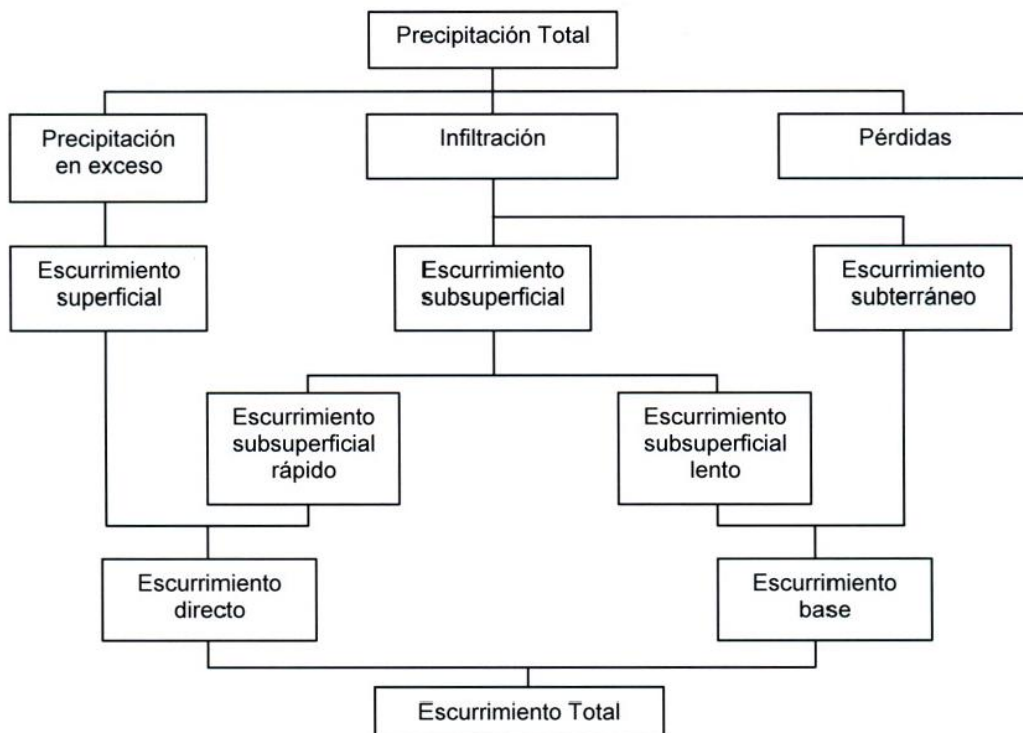 Precipitación Total
Precipitación
en exceso
Infiltración
Pérdidas
Escurrimiento
superficial
Escurrimiento
subsuperficial
Escurrimiento
subterráneo
Escurrimiento
subsuperficial
rápido
Escurrimiento
subsuperficial
lento
Escurrimiento
directo
Escurrimiento
base
Escurrimiento Total